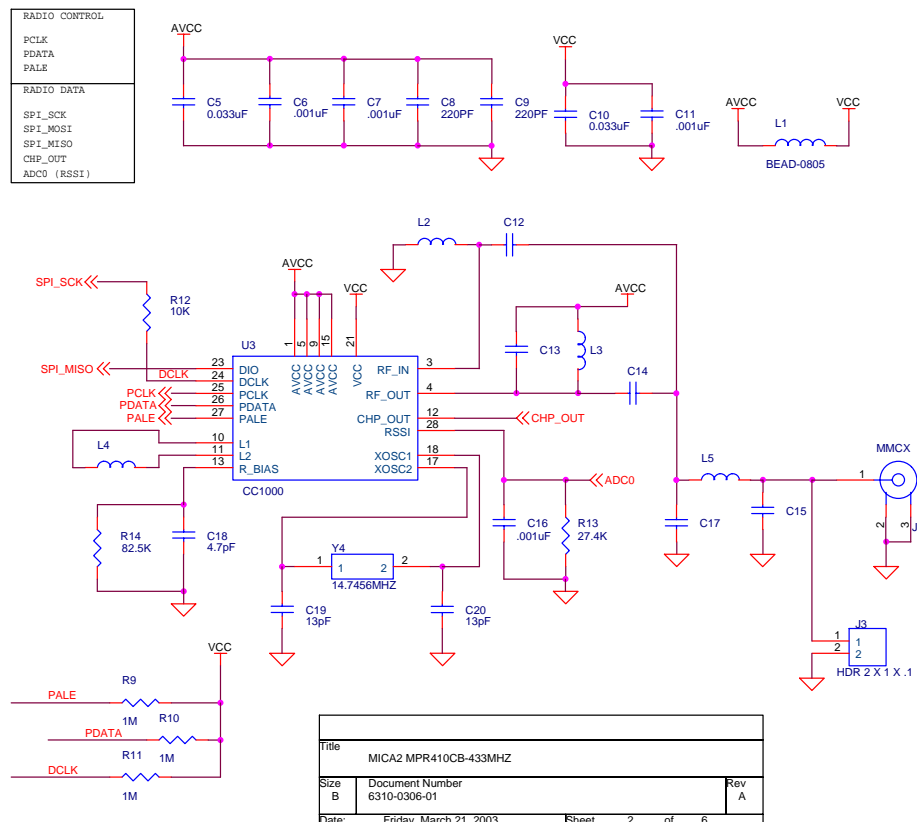 RADIO CONTROL
PCLK
PDATA
PALE
RADIO DATA
SPI_SCK
SPI_MOSI
SPI_MISO
CHP_OUT
ADC0 (RSSI)
AVCC
C5
0.033uF
C6
.001uF
C7
.001uF
C8
220PF
C9
220PF
VCC
C10
0.033uF
C11
.001uF
AVCC
L1
VCC
BEAD-0805
L2
C12
SPI_SCK
R12
10K
AVCC
VCC
AVCC
C13
L3
C14
U3
1
5
9
15
21
AVCC
AVCC
AVCC
AVCC
VCC
SPI_MISO
23
DIO
DCLK
24
DCLK
PCLK
25
PCLK
PDATA
26
PDATA
PALE
27
PALE
10
L1
11
L2
13
R_BIAS
RF_IN
3
RF_OUT
4
CHP_OUT
12
CHP_OUT
RSSI
28
XOSC1
18
XOSC2
17
CC1000
L4
R14
82.5K
C18
4.7pF
ADC0
C16
.001uF
R13
27.4K
Y4
1
1
2
2
14.7456MHZ
C19
13pF
C20
13pF
L5
C17
C15
MMCX
1
2
3
J
J3
1
1
2
2
HDR 2 X 1 X .1
VCC
PALE
R9
1M
PDATA
R10
1M
DCLK
R11
1M
Title
MICA2 MPR410CB-433MHZ
Size
B
Document Number
6310-0306-01
Rev
A
Date:
Friday, March 21, 2003
Sheet
2
of
6